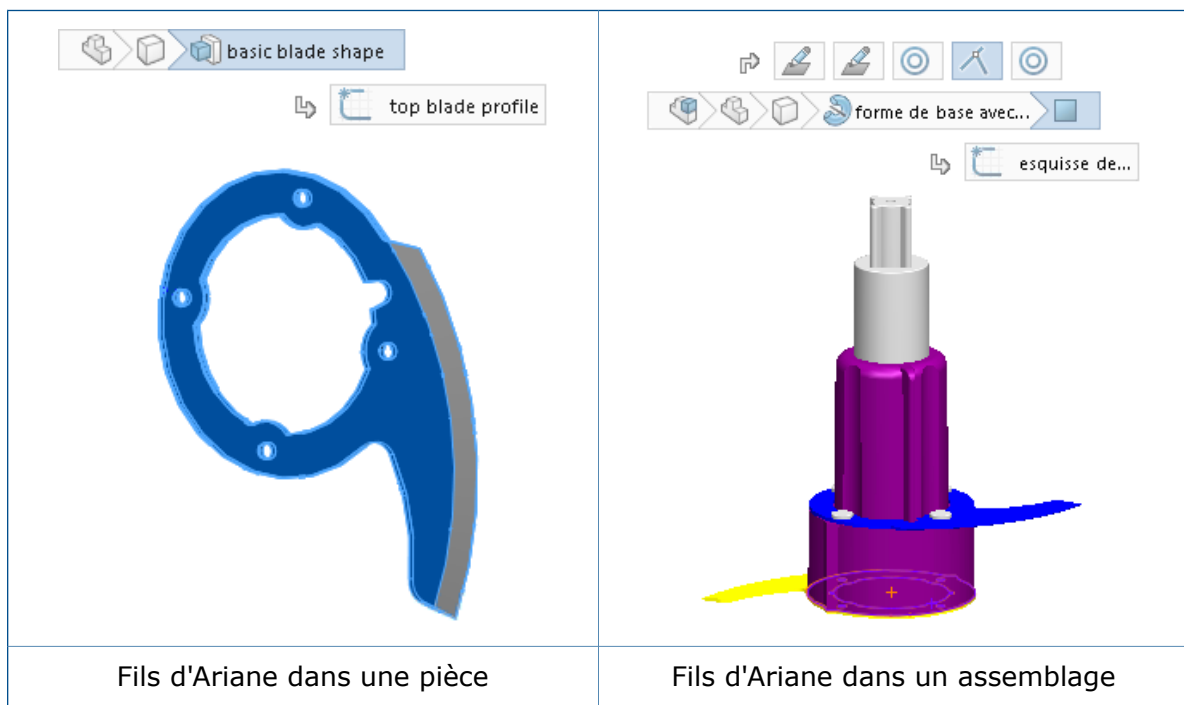 basic blade shape
top blade profile
forme de base avec...
esquisse de...
Fils d'Ariane dans une pièce
Fils d'Ariane dans un assemblage